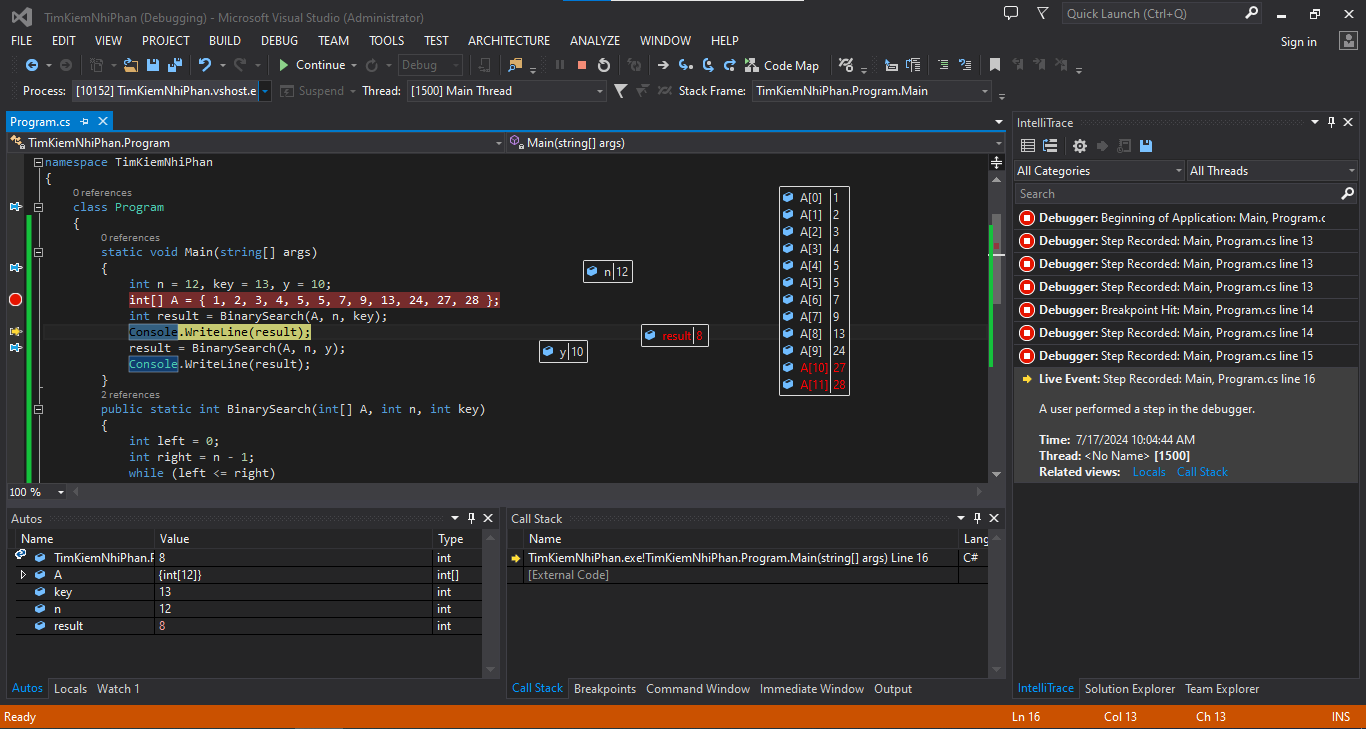 TimKiemNhiPhan (Debugging) - Microsoft Visual Studio (Administrator)
Quick Launch (Ctrl+Q)
FILE EDIT VIEW PROJECT BUILD DEBUG TEAM TOOLS TEST ARCHITECTURE ANALYZE WINDOW HELP
Sign in
Continue Debug Code Map
Process: [10152] TimKiemNhiPhan.vshost.e Suspend Thread: [1500] Main Thread Stack Frame: TimKiemNhiPhan.Program.Main
Program.cs
TimKiemNhiPhan.Program Main(string[] args)
namespace TimKiemNhiPhan
{
0 references
class Program
{
0 references
static void Main(string[] args)
{
int n = 12, key = 13, y = 10;
int[] A = { 1, 2, 3, 4, 5, 5, 7, 9, 13, 24, 27, 28 };
int result = BinarySearch(A, n, key);
Console.WriteLine(result);
result = BinarySearch(A, n, y);
Console.WriteLine(result);
}
2 references
public static int BinarySearch(int[] A, int n, int key)
{
int left = 0;
int right = n - 1;
while (left <= right)
n 12
result 8
y 10
A[0] 1
A[1] 2
A[2] 3
A[3] 4
A[4] 5
A[5] 5
A[6] 7
A[7] 9
A[8] 13
A[9] 24
A[10] 27
A[11] 28
100 %
Autos
Name Value Type
TimKiemNhiPhan.P 8 int
A {int[12]} int[]
key 13 int
n 12 int
result 8 int
Autos Locals Watch 1
Call Stack
Name Lang
TimKiemNhiPhan.exe!TimKiemNhiPhan.Program.Main(string[] args) Line 16 C#
[External Code]
Call Stack Breakpoints Command Window Immediate Window Output
IntelliTrace
All Categories All Threads
Search
Debugger: Beginning of Application: Main, Program.c
Debugger: Step Recorded: Main, Program.cs line 13
Debugger: Step Recorded: Main, Program.cs line 13
Debugger: Step Recorded: Main, Program.cs line 13
Debugger: Breakpoint Hit: Main, Program.cs line 14
Debugger: Step Recorded: Main, Program.cs line 14
Debugger: Step Recorded: Main, Program.cs line 15
Live Event: Step Recorded: Main, Program.cs line 16
A user performed a step in the debugger.
Time: 7/17/2024 10:04:44 AM
Thread: <No Name> [1500]
Related views: Locals Call Stack
IntelliTrace Solution Explorer Team Explorer
Ready Ln 16 Col 13 Ch 13 INS